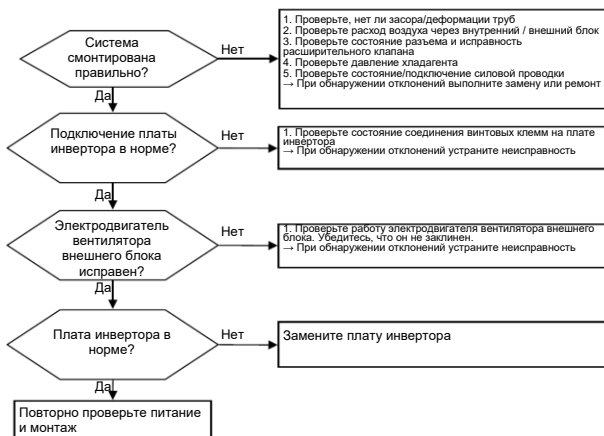 Система
смонтирована
правильно?
Нет
1. Проверьте, нет ли засора/деформации труб
2. Проверьте расход воздуха через внутренний / внешний блок
3. Проверьте состояние разъема и исправность
расширительного клапана
4. Проверьте давление хладагента
5. Проверьте состояние/подключение силовой проводки
→ При обнаружении отклонений выполните замену или ремонт
Да
Подключение платы
инвертора в норме?
Нет
1. Проверьте состояние соединения винтовых клемм на плате
инвертора
→ При обнаружении отклонений устраните неисправность
Да
Электродвигатель
вентилятора
внешнего блока
исправен?
Нет
1. Проверьте работу электродвигателя вентилятора внешнего
блока. Убедитесь, что он не заклинен.
→ При обнаружении отклонений устраните неисправность
Да
Плата инвертора в
норме?
Нет
Замените плату инвертора
Да
Повторно проверьте питание
и монтаж